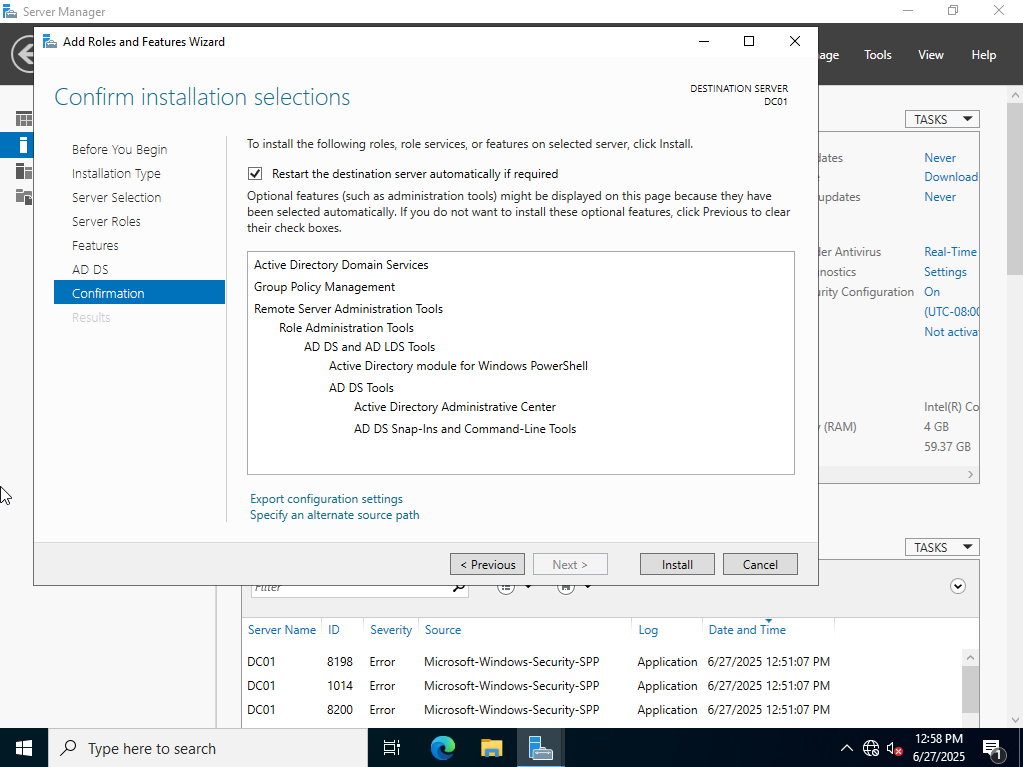 Server Manager
Add Roles and Features Wizard
Tools
View
Help
Confirm installation selections
DESTINATION SERVER
DC01
TASKS
Before You Begin
Installation Type
Server Selection
Server Roles
Features
AD DS
Confirmation
Results
To install the following roles, role services, or features on selected server, click Install.
Restart the destination server automatically if required
Optional features (such as administration tools) might be displayed on this page because they have
been selected automatically. If you do not want to install these optional features, click Previous to clear
their check boxes.
Active Directory Domain Services
Group Policy Management
Remote Server Administration Tools
Role Administration Tools
AD DS and AD LDS Tools
Active Directory module for Windows PowerShell
AD DS Tools
Active Directory Administrative Center
AD DS Snap-Ins and Command-Line Tools
Export configuration settings
Specify an alternate source path
< Previous
Next >
Install
Cancel
Never
Download
updates Never
Antivirus Real-Time
Settings
Configuration On
(UTC-08:00
Not activa
Intel(R) Co
(RAM) 4 GB
59.37 GB
TASKS
Filter
Server Name ID Severity Source Log Date and Time
DC01 8198 Error Microsoft-Windows-Security-SPP Application 6/27/2025 12:51:07 PM
DC01 1014 Error Microsoft-Windows-Security-SPP Application 6/27/2025 12:51:07 PM
DC01 8200 Error Microsoft-Windows-Security-SPP Application 6/27/2025 12:51:07 PM
Type here to search
12:58 PM
6/27/2025
1